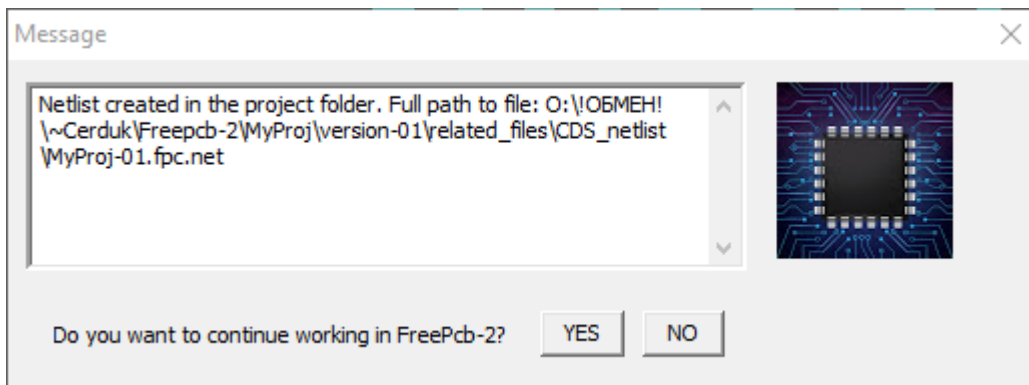 Message
Netlist created in the project folder. Full path to file: O:\!ОБМЕН!
\~Cerduk\Freepcb-2\MyProj\version-01\related_files\CDS_netlist
\MyProj-01.fpc.net
Do you want to continue working in FreePcb-2? YES NO